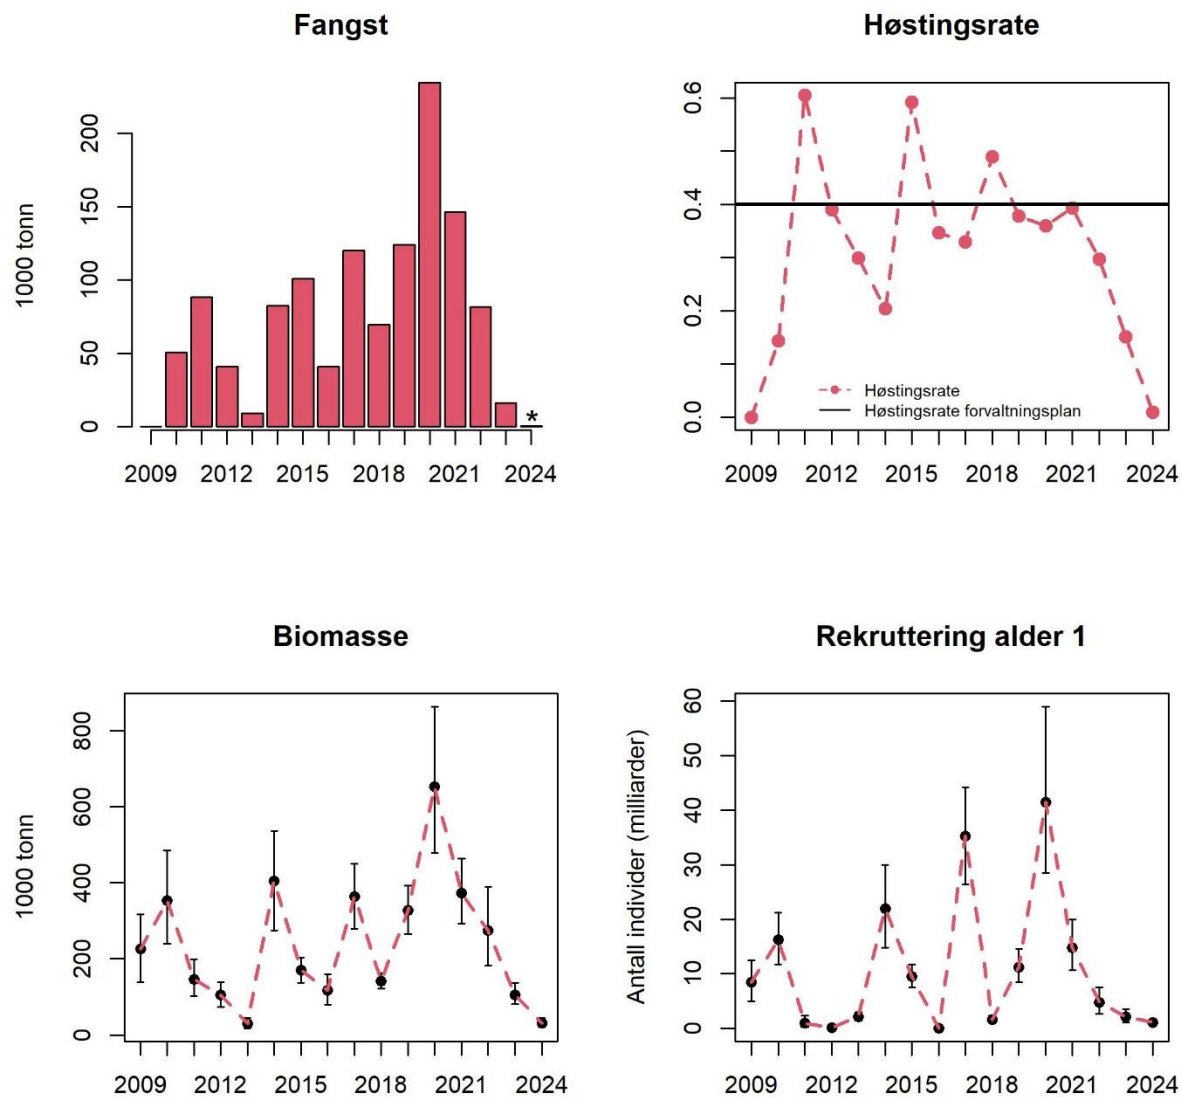 Fangst
1000 tonn
200
150
100
50
0
*
2009 2012 2015 2018 2021 2024
Høstingsrate
0.6
0.4
0.2
0.0
Høstingsrate
Høstingsrate forvaltningsplan
2009 2012 2015 2018 2021 2024
Biomasse
1000 tonn
800
600
400
200
0
2009 2012 2015 2018 2021 2024
Rekruttering alder 1
Antall individer (milliarder)
60
50
40
30
20
10
0
2009 2012 2015 2018 2021 2024